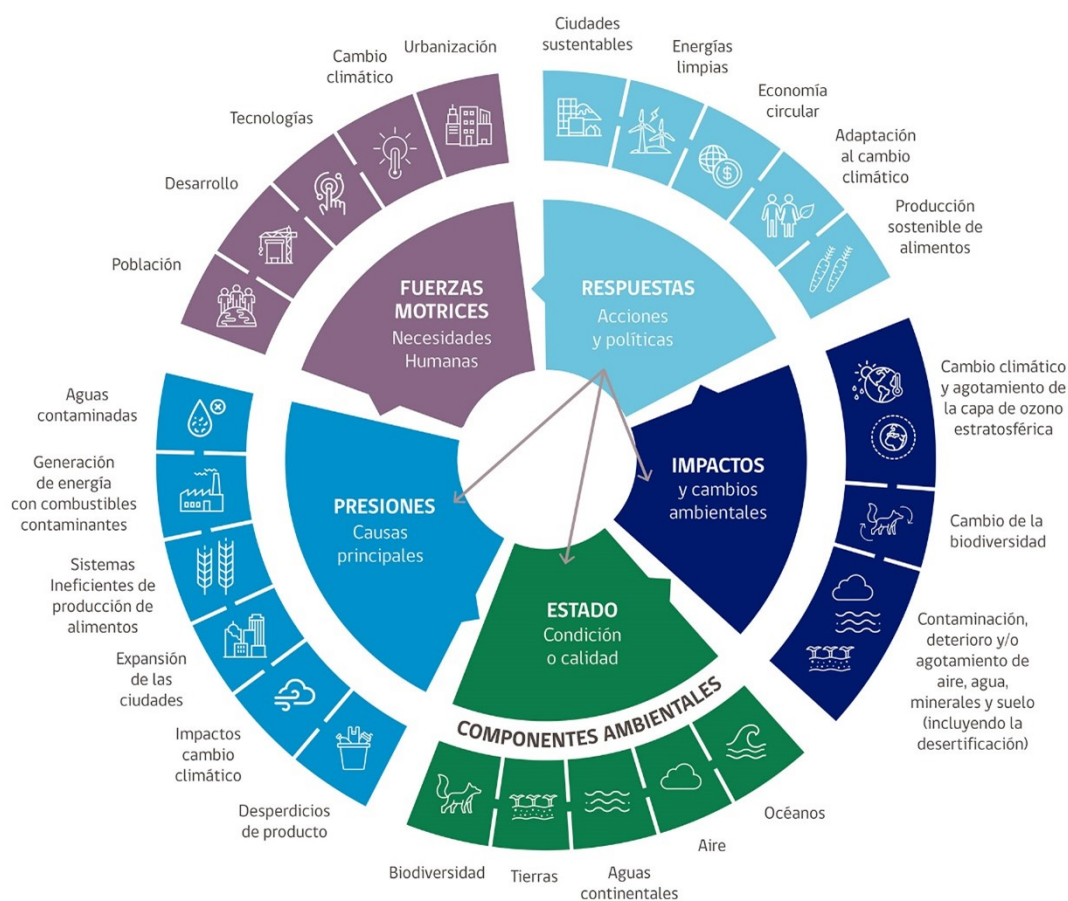 Urbanización
Cambio
climático
Tecnologías
Desarrollo
Población
FUERZAS
MOTRICES
Necesidades
Humanas
Ciudades
sustentables
Energías
limpias
Economía
circular
Adaptación
al cambio
climático
Producción
sostenible de
alimentos
RESPUESTAS
Acciones
y políticas
Cambio climático
y agotamiento de
la capa de ozono
estratosférica
Cambio de la
biodiversidad
Contaminación,
deterioro y/o
agotamiento de
aire, agua,
minerales y suelo
(incluyendo la
desertificación)
IMPACTOS
y cambios
ambientales
Aguas
contaminadas
Generación
de energía
con combustibles
contaminantes
Sistemas
Ineficientes de
producción de
alimentos
Expansión
de las
ciudades
Impactos
cambio
climático
Desperdicios
de producto
PRESIONES
Causas
principales
ESTADO
Condición
o calidad
COMPONENTES AMBIENTALES
Biodiversidad
Tierras
Aguas
continentales
Aire
Océanos
$